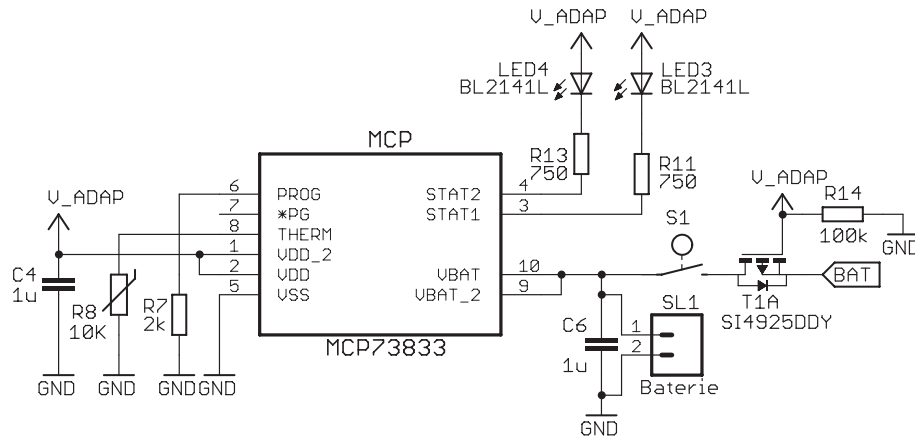 V_ADAP
V_ADAP
LED4
BL2141L
LED3
BL2141L
MCP
R13
750
R11
750
V_ADAP
R14
100k
GND
S1
V_ADAP
6
PROG
STAT2
4
7
*PG
STAT1
3
8
THERM
1
VDD_2
2
VDD
VBAT
10
5
VSS
VBAT_2
9
C4
1u
R8
10K
R7
2k
BAT
T1A
SI4925DDY
SL1
1
2
Baterie
C6
1u
MCP73833
GND
GND
GND
GND
GND